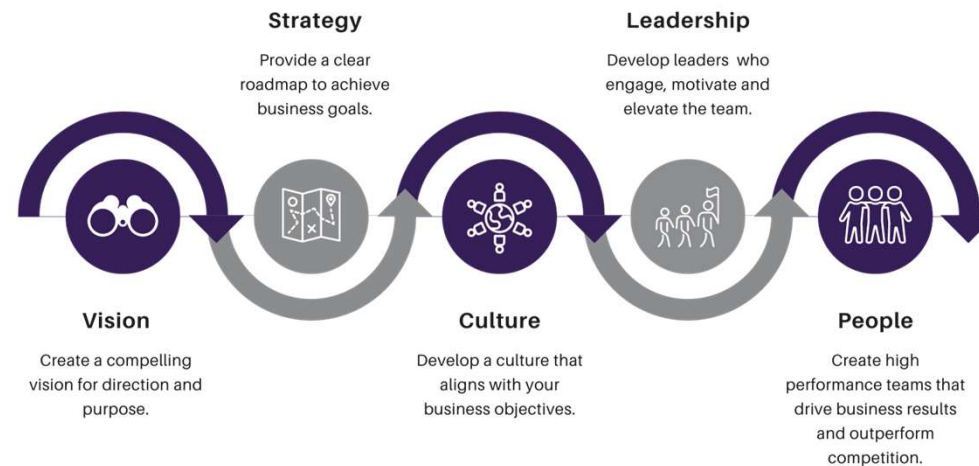 Strategy
Provide a clear
roadmap to achieve
business goals.
Leadership
Develop leaders who
engage, motivate and
elevate the team.
Vision
Create a compelling
vision for direction and
purpose.
Culture
Develop a culture that
aligns with your
business objectives.
People
Create high
performance teams that
drive business results
and outperform
competition.